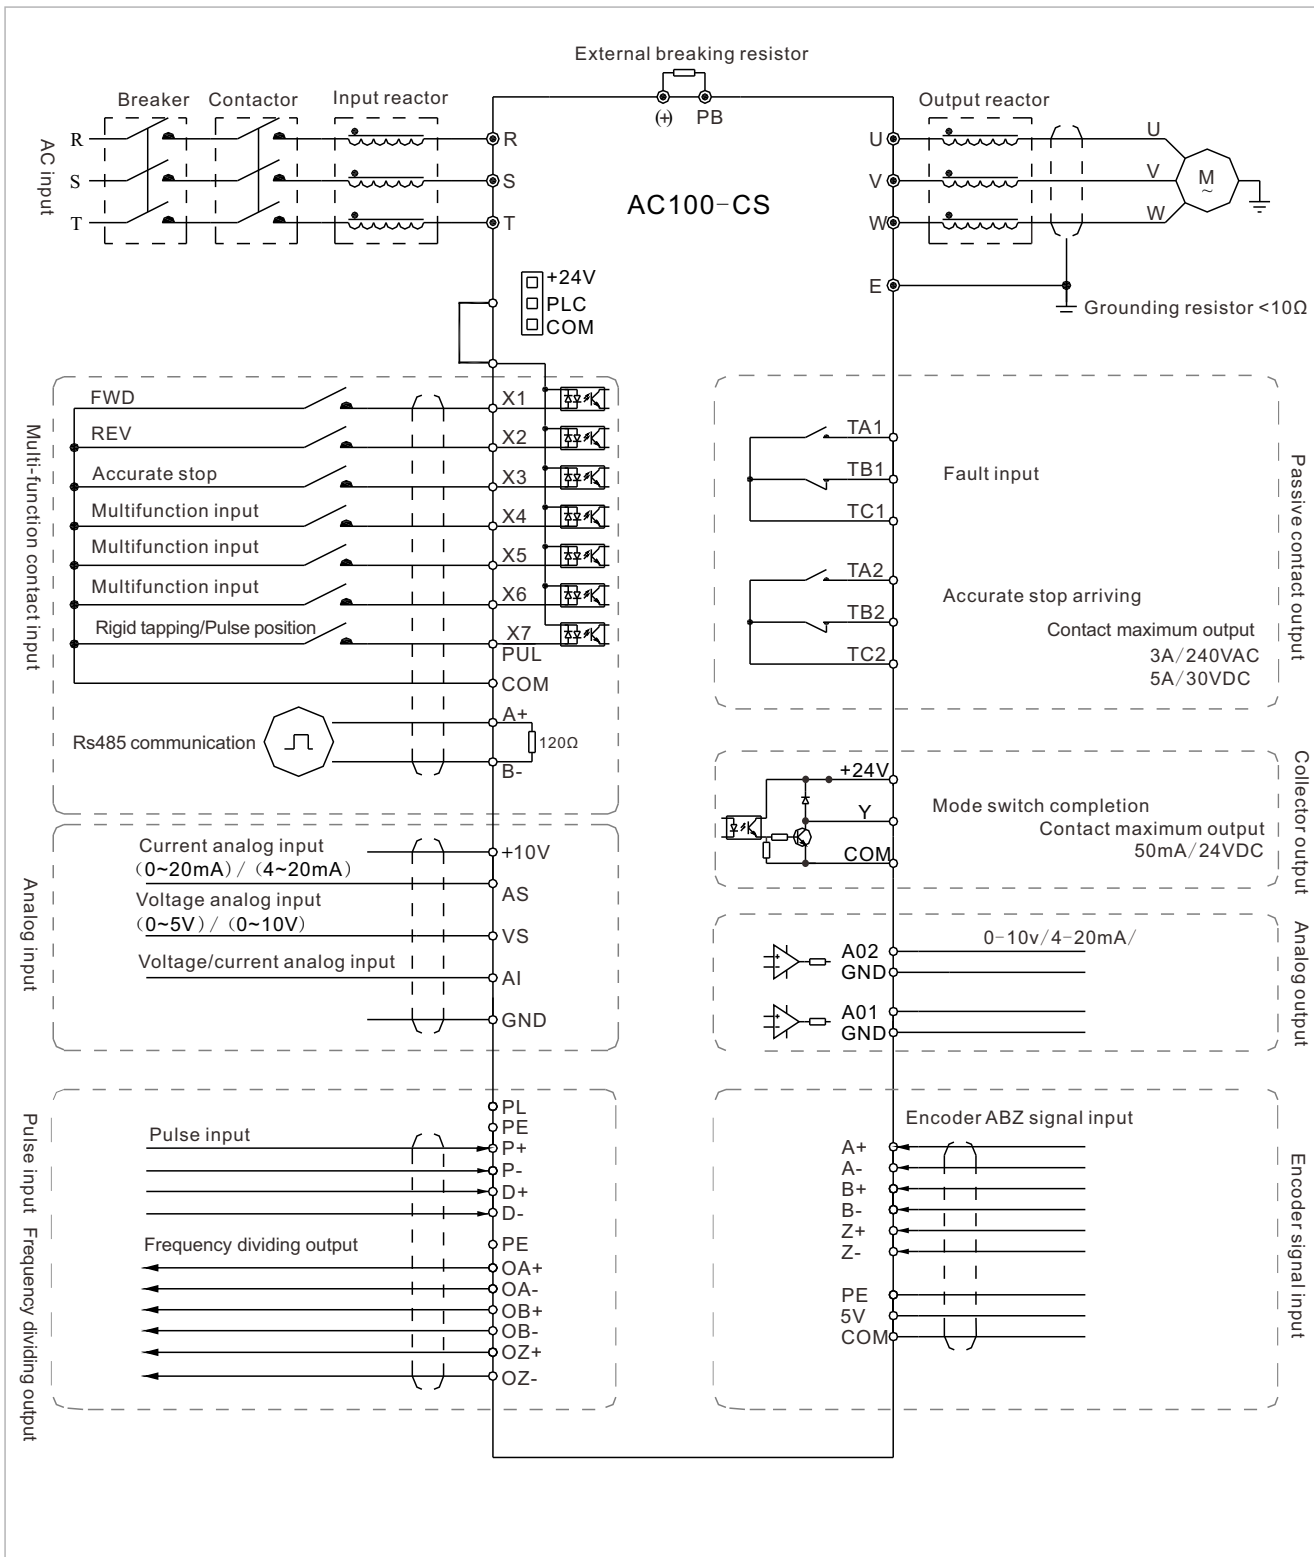 External breaking resistor
(+) PB
Breaker Contactor Input reactor
AC input
R
S
T
R
S
T
AC100-CS
Output reactor
U
V
W
U
V
W
M
~
E
Grounding resistor <10Ω
+24V
PLC
COM
Multi-function contact input
FWD X1
REV X2
Accurate stop X3
Multifunction input X4
Multifunction input X5
Multifunction input X6
Rigid tapping/Pulse position X7
PUL
COM
A+
Rs485 communication 120Ω
B-
Analog input
Current analog input
(0~20mA) / (4~20mA)
+10V
AS
Voltage analog input
(0~5V) / (0~10V)
VS
Voltage/current analog input
AI
GND
Pulse input Frequency dividing output
PL
PE
Pulse input
P+
P-
D+
D-
Frequency dividing output
PE
OA+
OA-
OB+
OB-
OZ+
OZ-
Passive contact output
TA1
TB1
TC1
Fault input
TA2
TB2
TC2
Accurate stop arriving
Contact maximum output
3A/240VAC
5A/30VDC
Collector output
+24V
Y
COM
Mode switch completion
Contact maximum output
50mA/24VDC
Analog output
0-10v/4-20mA/
A02
GND
A01
GND
Encoder signal input
Encoder ABZ signal input
A+
A-
B+
B-
Z+
Z-
PE
5V
COM